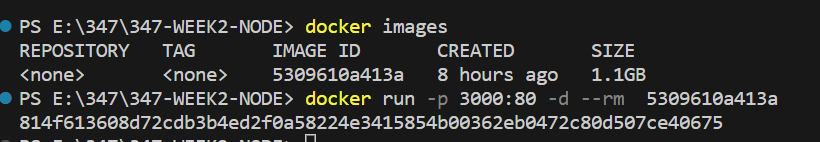 PS E:\347\347-WEEK2-NODE> docker images
REPOSITORY   TAG       IMAGE ID       CREATED       SIZE
<none>       <none>    5309610a413a   8 hours ago   1.1GB
PS E:\347\347-WEEK2-NODE> docker run -p 3000:80 -d --rm  5309610a413a
814f613608d72cdb3b4ed2f0a58224e3415854b00362eb0472c80d507ce40675
PS E:\347\347-WEEK2-NODE>